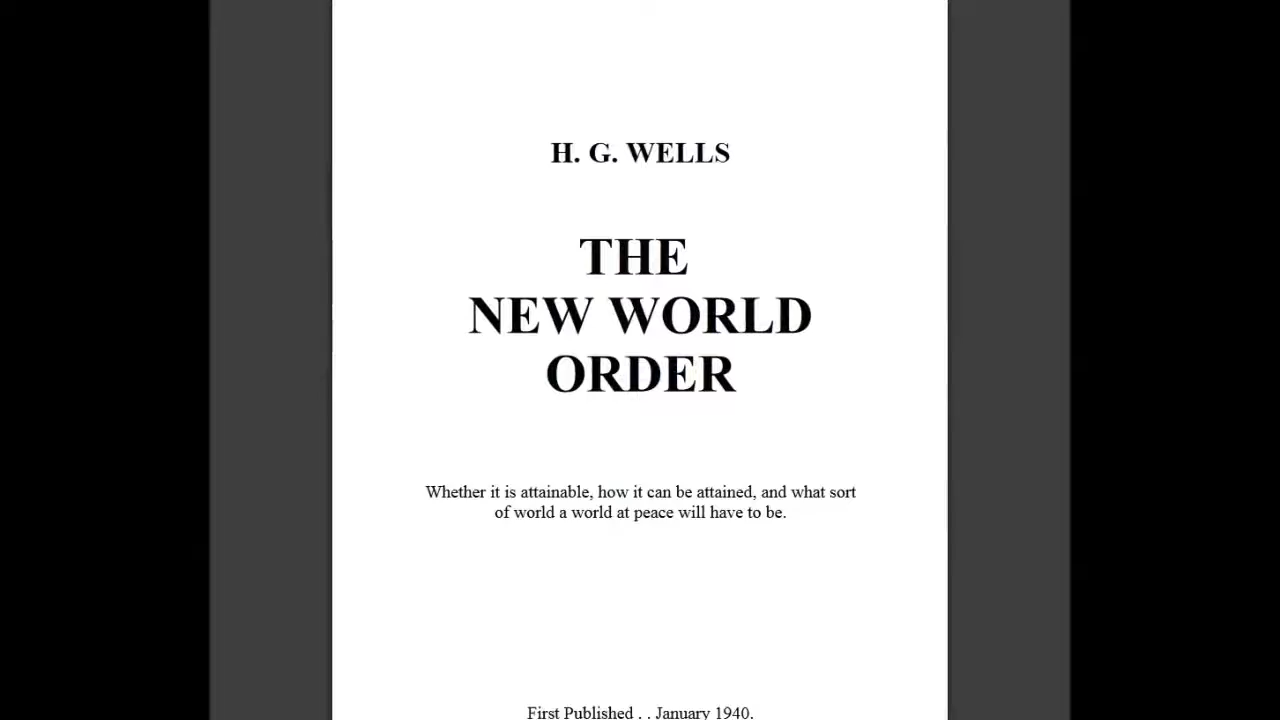 H. G. WELLS
THE
NEW WORLD
ORDER
Whether it is attainable, how it can be attained, and what sort
of world a world at peace will have to be.
First Published . . January 1940.